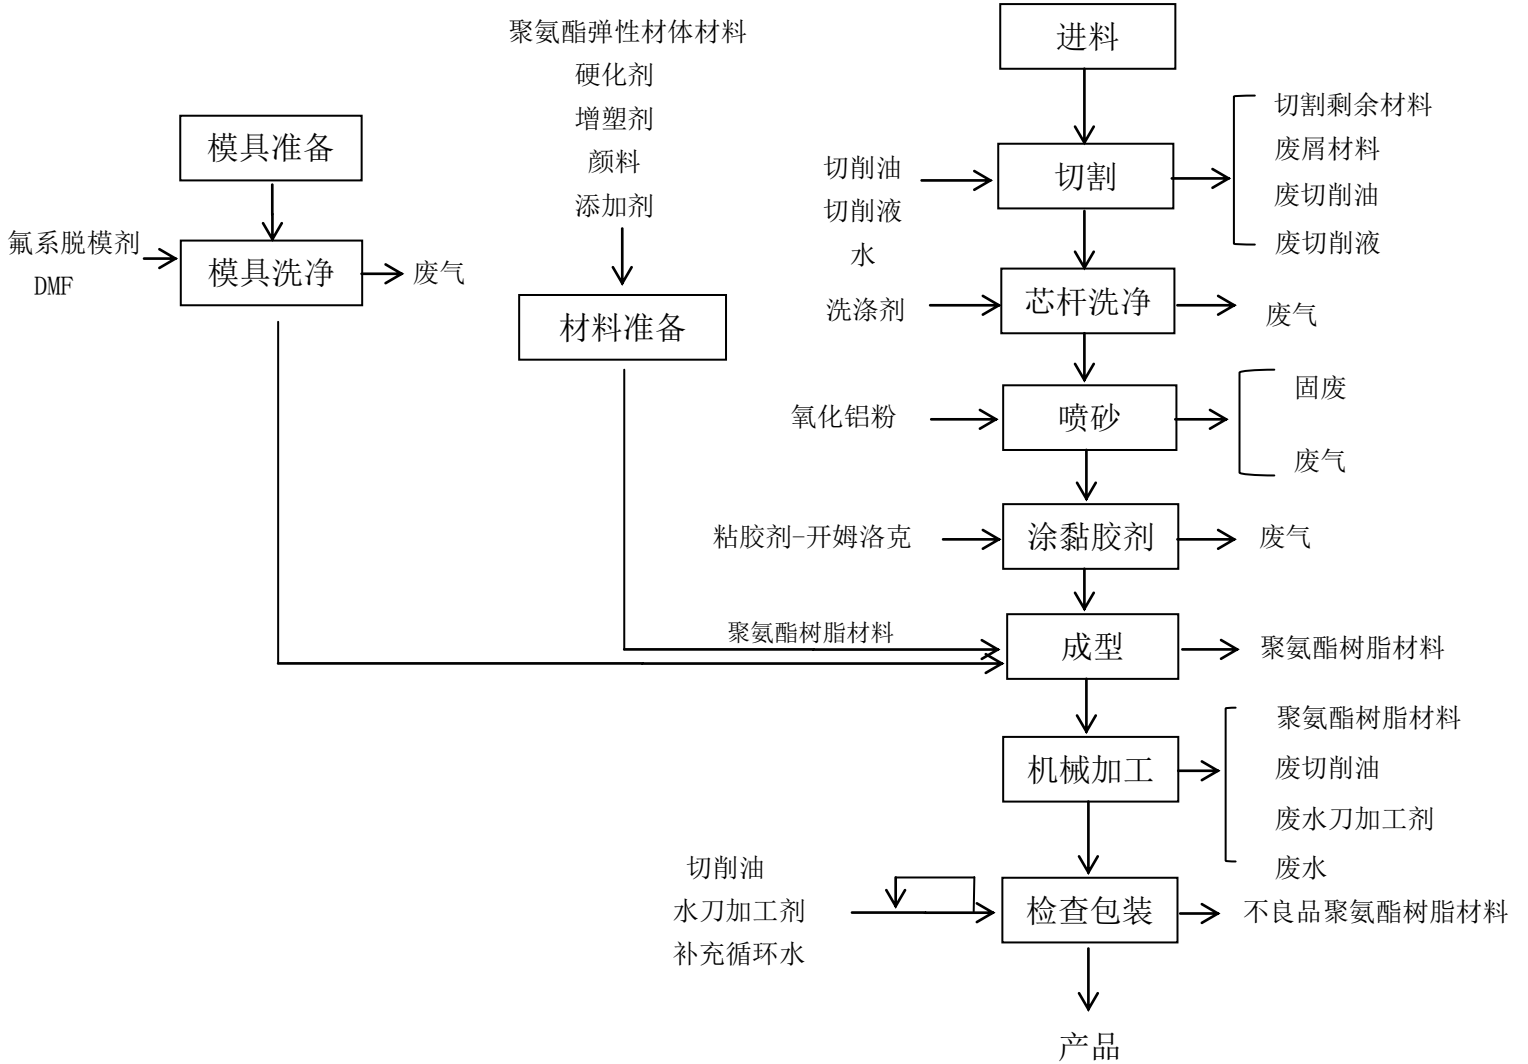 进料
聚氨酯弹性材体材料
硬化剂
增塑剂
颜料
添加剂
模具准备
氟系脱模剂
DMF
模具洗净
废气
材料准备
切削油
切削液
水
切割
切割剩余材料
废屑材料
废切削油
废切削液
洗涤剂
芯杆洗净
废气
氧化铝粉
喷砂
固废
废气
粘胶剂-开姆洛克
涂黏胶剂
废气
聚氨酯树脂材料
成型
聚氨酯树脂材料
机械加工
聚氨酯树脂材料
废切削油
废水刀加工剂
废水
切削油
水刀加工剂
补充循环水
检查包装
不良品聚氨酯树脂材料
产品